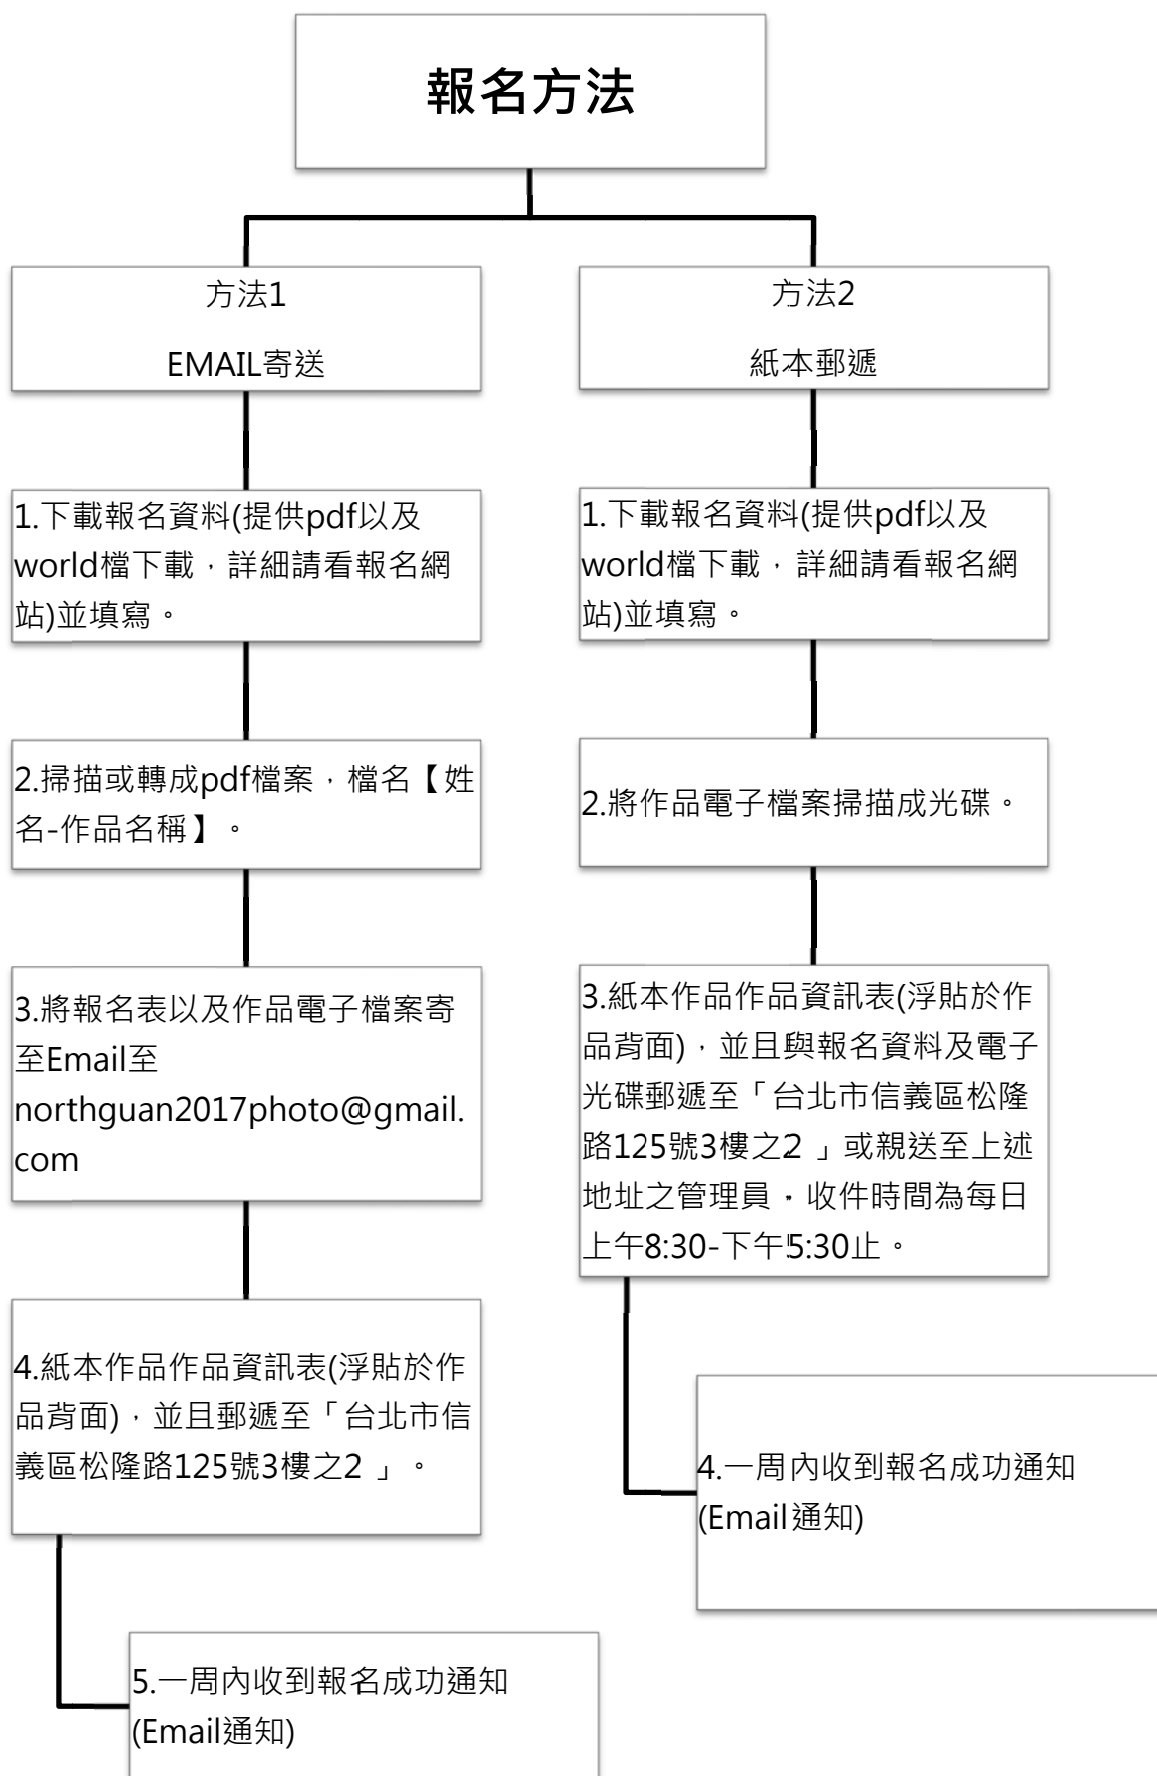 報名方法
方法1
EMAIL寄送
1.下載報名資料(提供pdf以及
world檔下載，詳細請看報名網
站)並填寫。
2.掃描或轉成pdf檔案，檔名【姓
名-作品名稱】。
3.將報名表以及作品電子檔案寄
至Email至
northguan2017photo@gmail.
com
4.紙本作品作品資訊表(浮貼於作
品背面)，並且郵遞至「台北市信
義區松隆路125號3樓之2 」。
5.一周內收到報名成功通知
(Email通知)
方法2
紙本郵遞
1.下載報名資料(提供pdf以及
world檔下載，詳細請看報名網
站)並填寫。
2.將作品電子檔案掃描成光碟。
3.紙本作品作品資訊表(浮貼於作
品背面)，並且與報名資料及電子
光碟郵遞至「台北市信義區松隆
路125號3樓之2 」或親送至上述
地址之管理員，收件時間為每日
上午8:30-下午5:30止。
4.一周內收到報名成功通知
(Email通知)